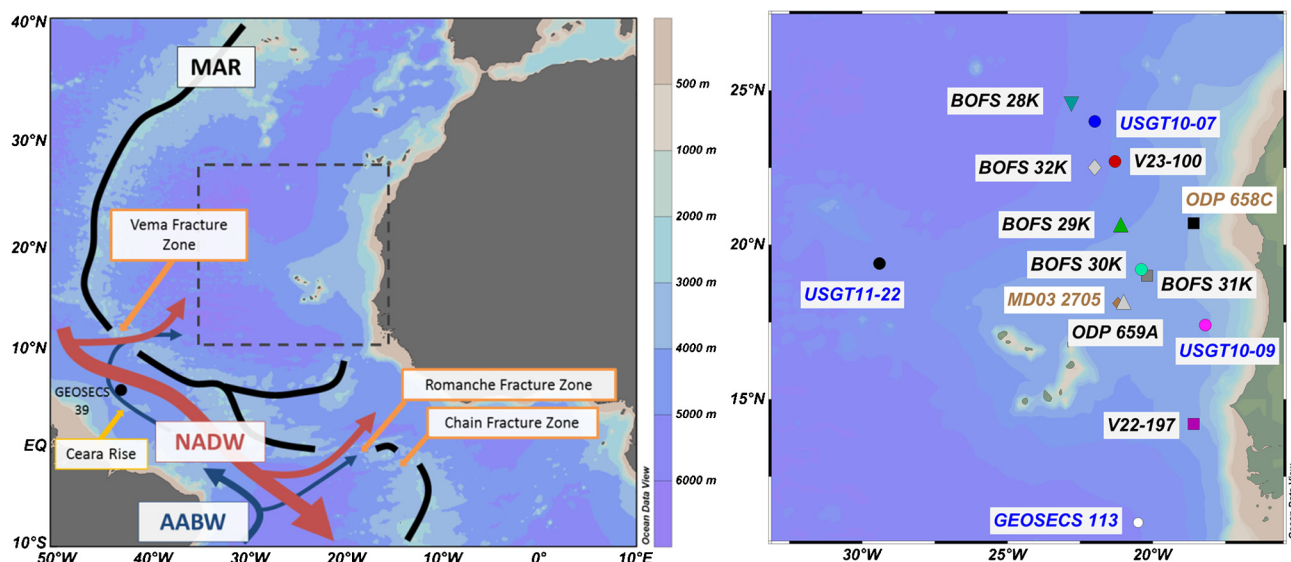 40°N
30°N
20°N
10°N
EQ
10°S
50°W
40°W
30°W
20°W
10°W
0°
10°E
MAR
Vema Fracture
Zone
GEOSECS
39
Ceara Rise
NADW
AABW
Romanche Fracture Zone
Chain Fracture Zone
500 m
1000 m
2000 m
3000 m
4000 m
5000 m
6000 m
Ocean Data View
25°N
20°N
15°N
30°W
25°W
20°W
BOFS 28K
USGT10-07
BOFS 32K
V23-100
ODP 658C
BOFS 29K
BOFS 30K
BOFS 31K
USGT11-22
MD03 2705
ODP 659A
USGT10-09
V22-197
GEOSECS 113